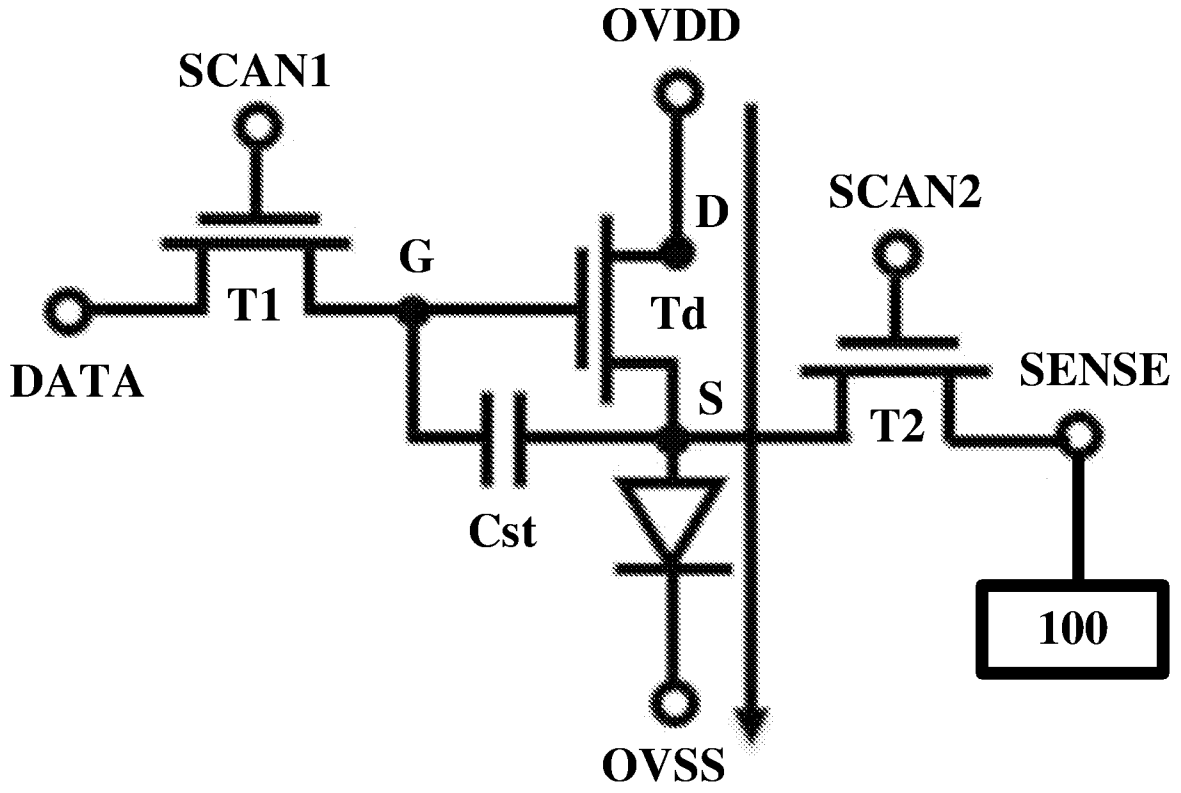 OVDD
SCAN1
SCAN2
D
G
T1
Td
SENSE
DATA
S
T2
Cst
100
OVSS